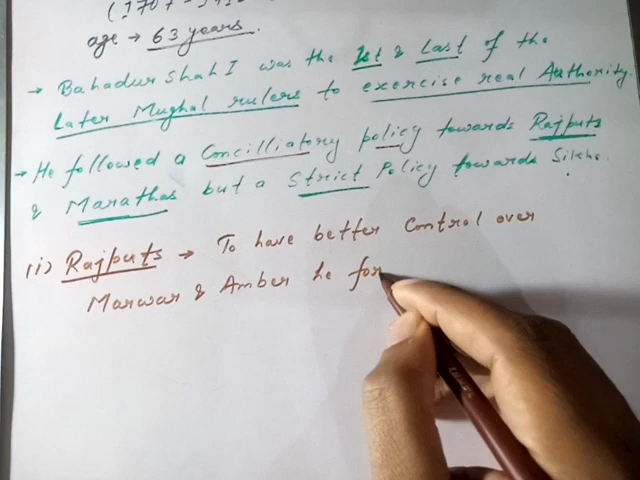 age → 63 years.
→ Bahadur Shah I was the 1st & Last of the
Later Mughal rulers to exercise real Authority.
→ He followed a Concilliatory policy towards Rajputs
& Marathas but a Strict Policy towards Sikhs.
(i) Rajputs → To have better Control over
Marwar & Amber he for